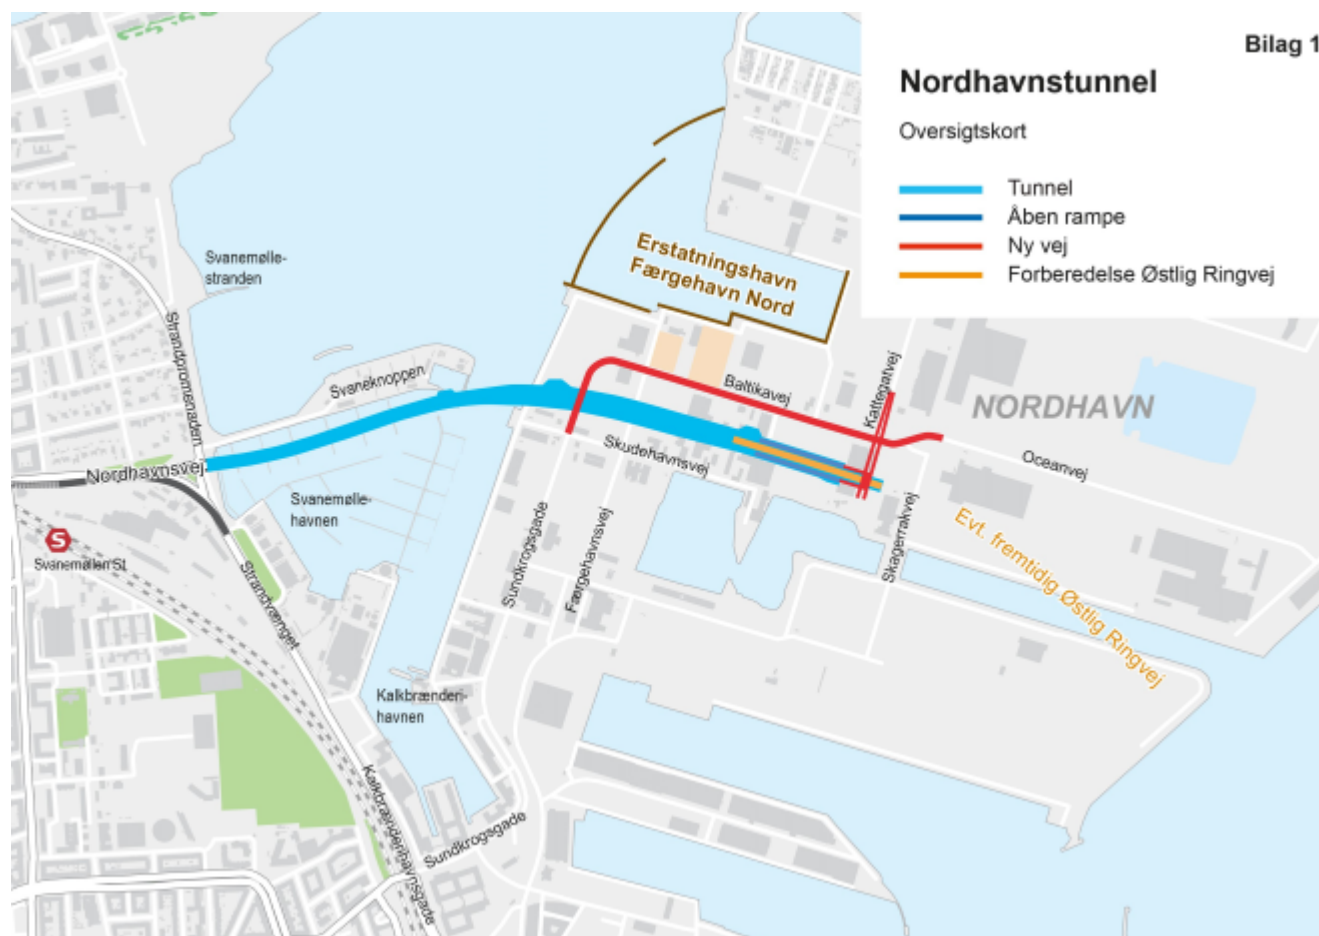 Bilag 1
Nordhavnstunnel
Oversigtskort
Tunnel
Åben rampe
Ny vej
Forberedelse Østlig Ringvej
Svanemølle-
stranden
Erstatningshavn
Færgehavn Nord
Strandpromenaden
Svaneknoppen
Baltikavej
Kattegatvej
NORDHAVN
Nordhavnsvej
Skudehavnsvej
Oceanvej
Svanemølle-
havnen
S
Svanemøllen St
Strandvænget
Sundkrogsgade
Færgehavnsvej
Skagerrakvej
Evt. fremtidig Østlig Ringvej
Kalkbrænderi-
havnen
Kalkbrænderihavnsgade
Sundkrogsgade